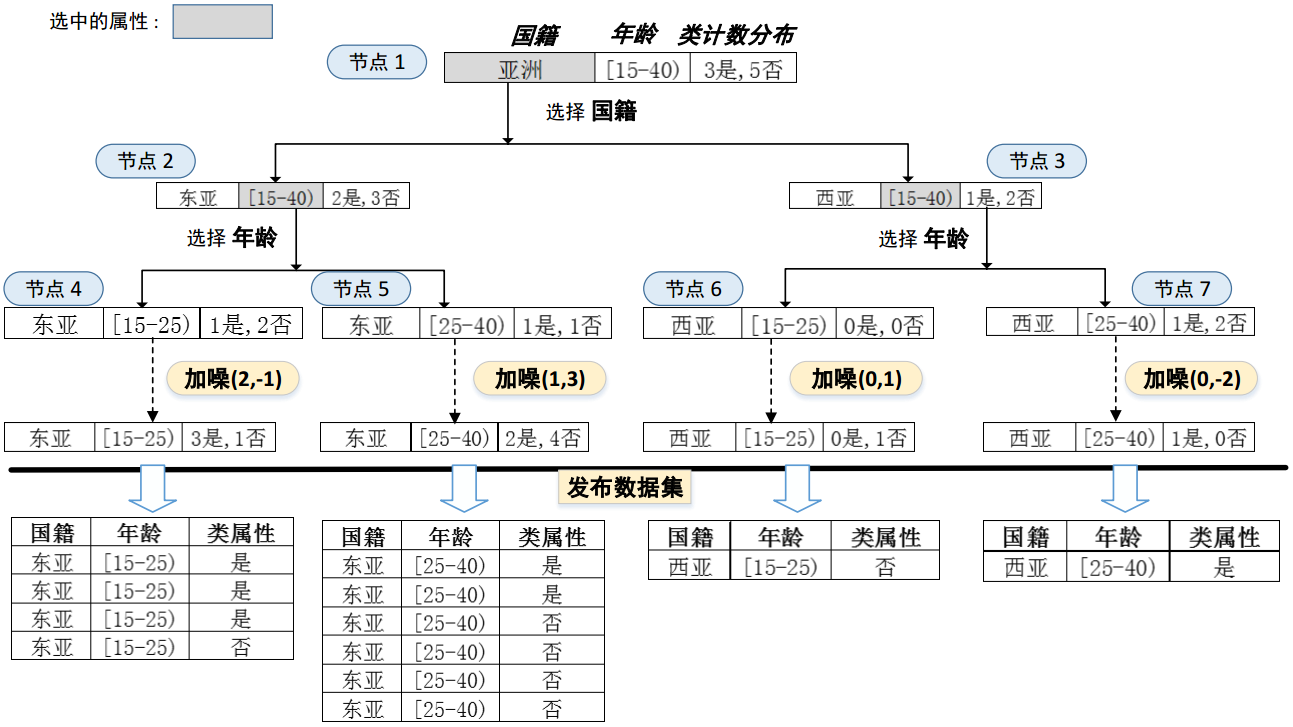 选中的属性：
国籍 年龄 类计数分布
节点 1
亚洲 [15-40) 3是,5否
选择 国籍
节点 2 节点 3
东亚 [15-40) 2是,3否 西亚 [15-40) 1是,2否
选择 年龄 选择 年龄
节点 4 节点 5 节点 6 节点 7
东亚 [15-25) 1是,2否 东亚 [25-40) 1是,1否 西亚 [15-25) 0是,0否 西亚 [25-40) 1是,2否
加噪(2,-1) 加噪(1,3) 加噪(0,1) 加噪(0,-2)
东亚 [15-25) 3是,1否 东亚 [25-40) 2是,4否 西亚 [15-25) 0是,1否 西亚 [25-40) 1是,0否
发布数据集
国籍 年龄 类属性
东亚 [15-25) 是
东亚 [15-25) 是
东亚 [15-25) 是
东亚 [15-25) 否
国籍 年龄 类属性
东亚 [25-40) 是
东亚 [25-40) 是
东亚 [25-40) 否
东亚 [25-40) 否
东亚 [25-40) 否
东亚 [25-40) 否
国籍 年龄 类属性
西亚 [15-25) 否
国籍 年龄 类属性
西亚 [25-40) 是